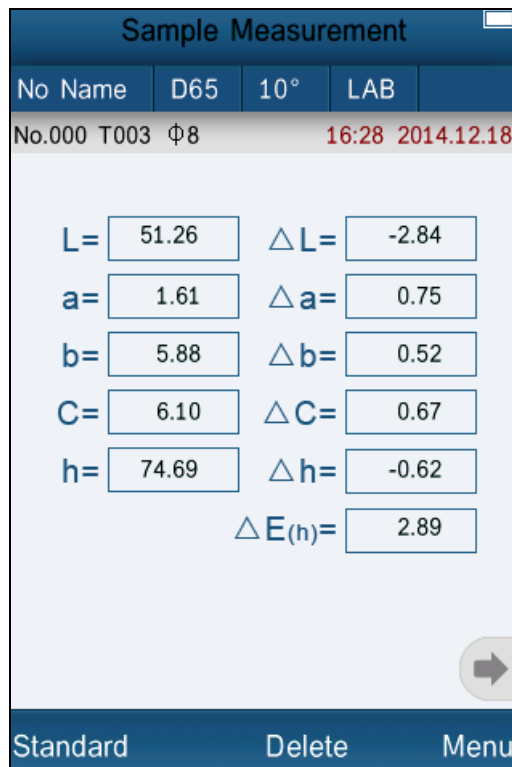 Sample Measurement
No Name D65 10° LAB
No.000 T003 Φ8 16:28 2014.12.18
L= 51.26 △L= -2.84
a= 1.61 △a= 0.75
b= 5.88 △b= 0.52
C= 6.10 △C= 0.67
h= 74.69 △h= -0.62
△E(h)= 2.89
Standard Delete Menu